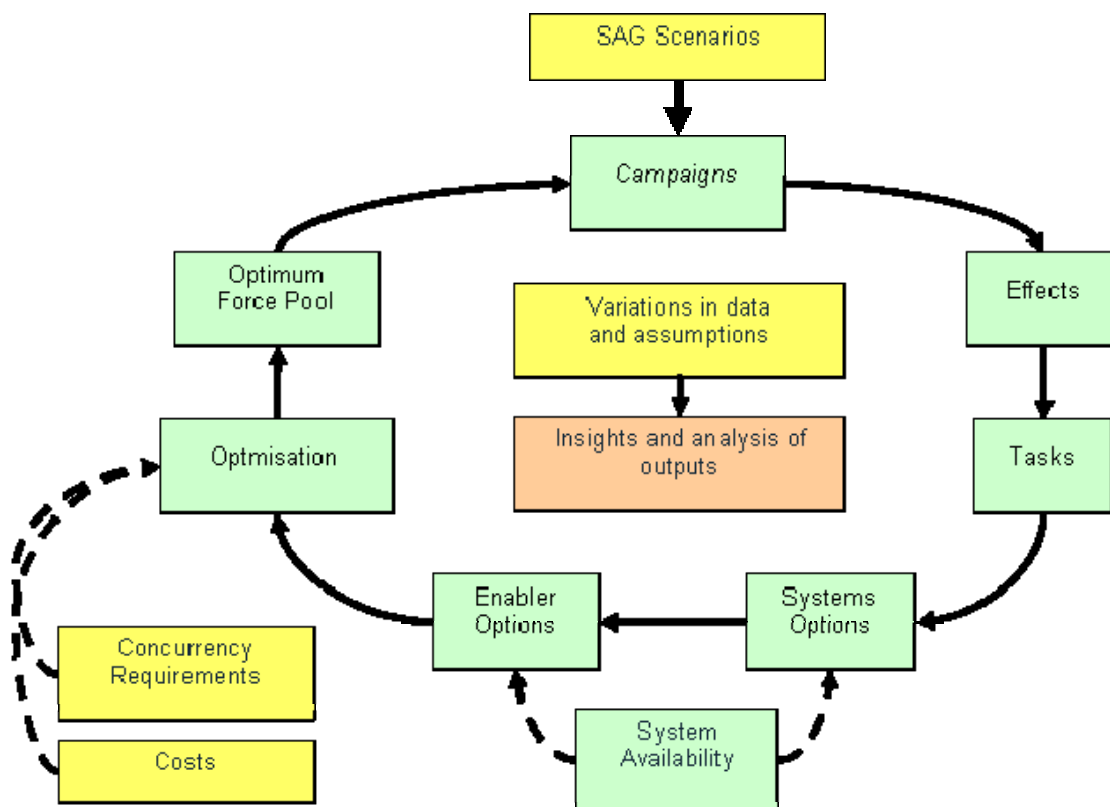 SAG Scenarios
Campaigns
Optimum
Force Pool
Variations in data
and assumptions
Effects
Optmisation
Insights and analysis of
outputs
Tasks
Enabler
Options
Systems
Options
Concurrency
Requirements
System
Availability
Costs